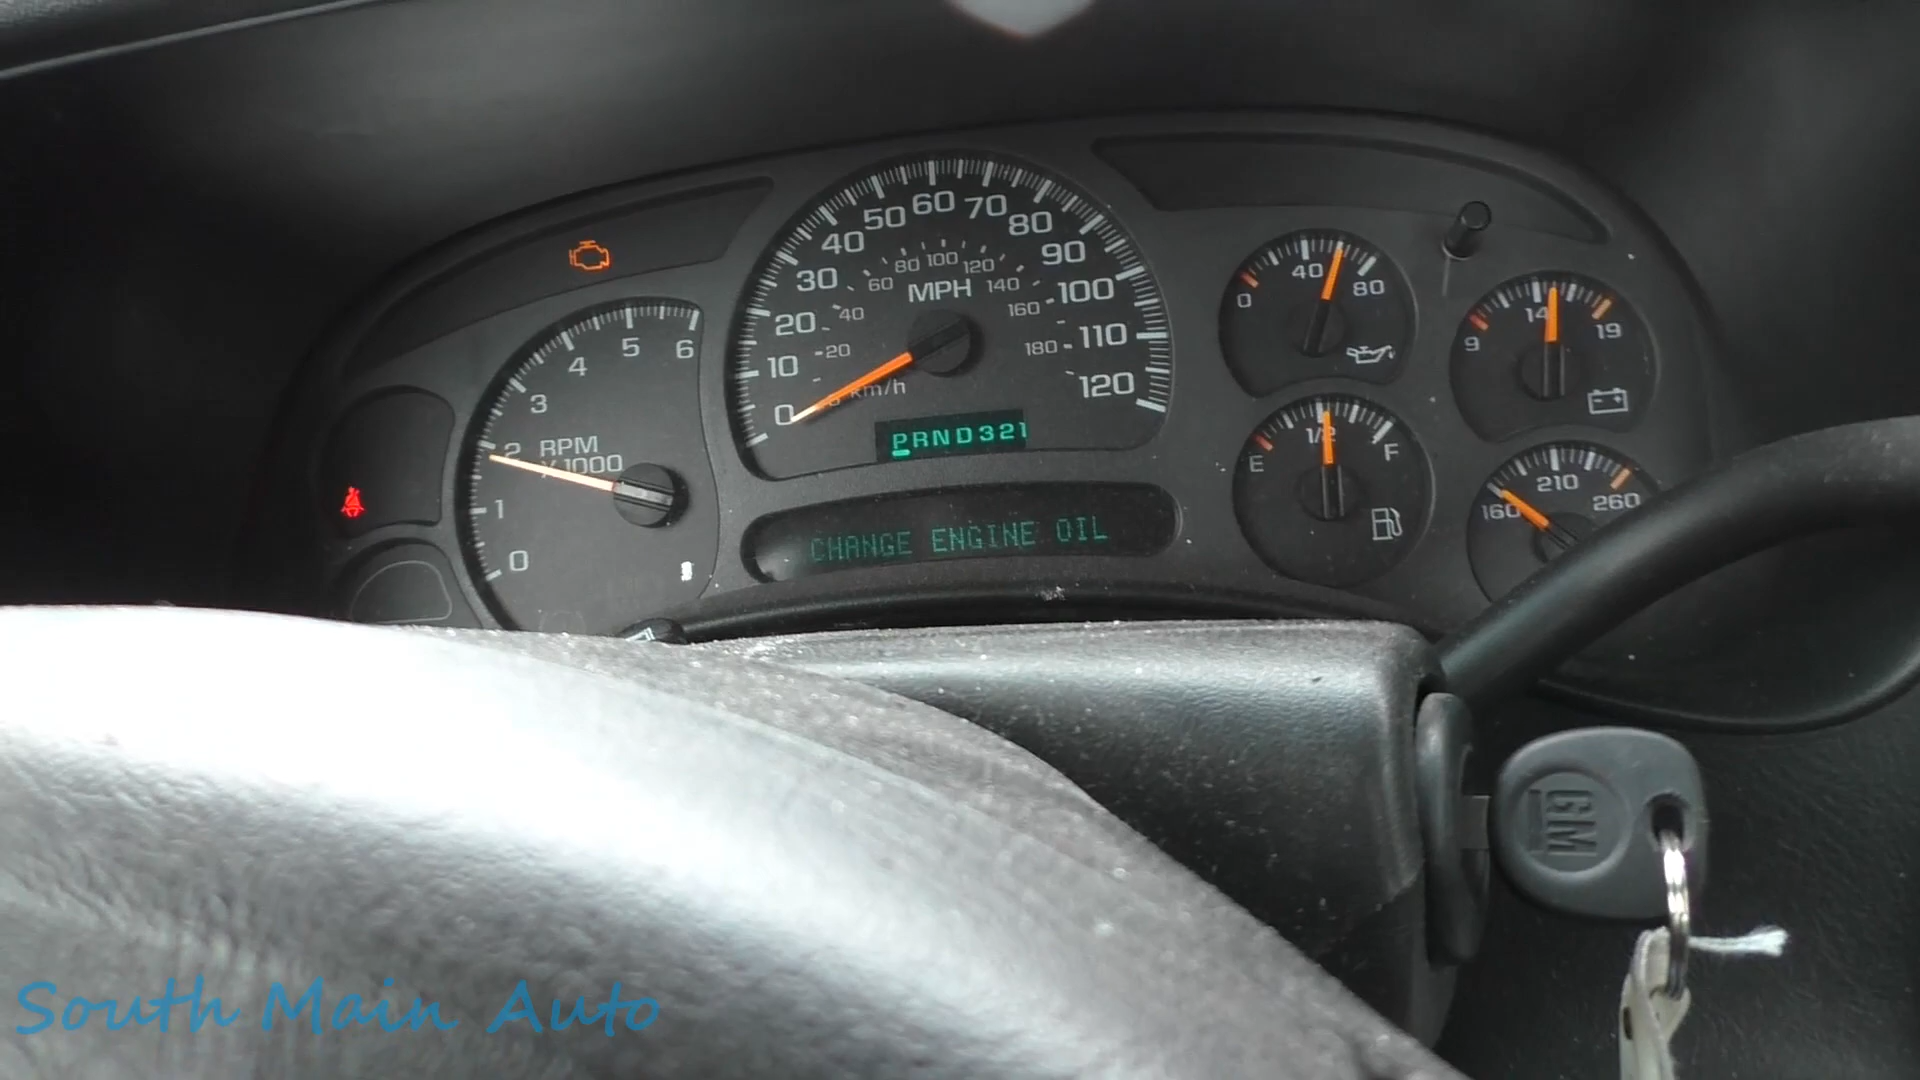 0 1 2 3 4 5 6
RPM
X 1000
0 10 20 30 40 50 60 70 80 90 100 110 120
20 40 60 80 100 120 140 160 180
MPH
km/h
PRND321
CHANGE ENGINE OIL
0 40 80
9 14 19
E 1/2 F
160 210 260
GM
South Main Auto